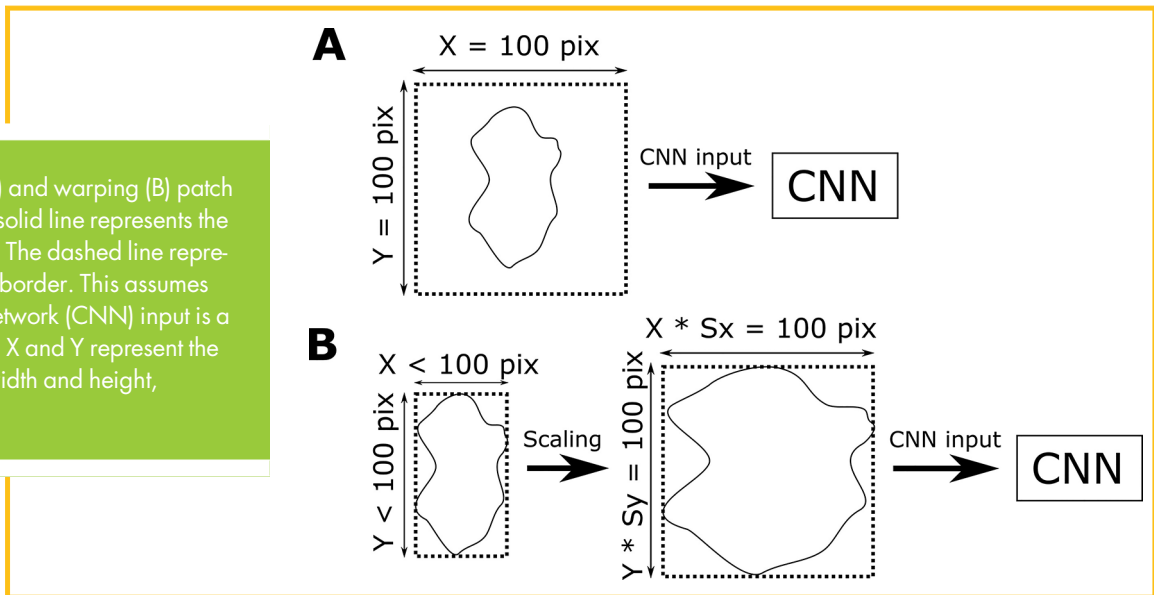 ) and warping (B) patch
solid line represents the
The dashed line repre-
border. This assumes
etwork (CNN) input is a
X and Y represent the
idth and height,
A
X = 100 pix
Y = 100 pix
CNN input
CNN
B
X < 100 pix
Y < 100 pix
Scaling
X * Sx = 100 pix
Y * Sy = 100 pix
CNN input
CNN